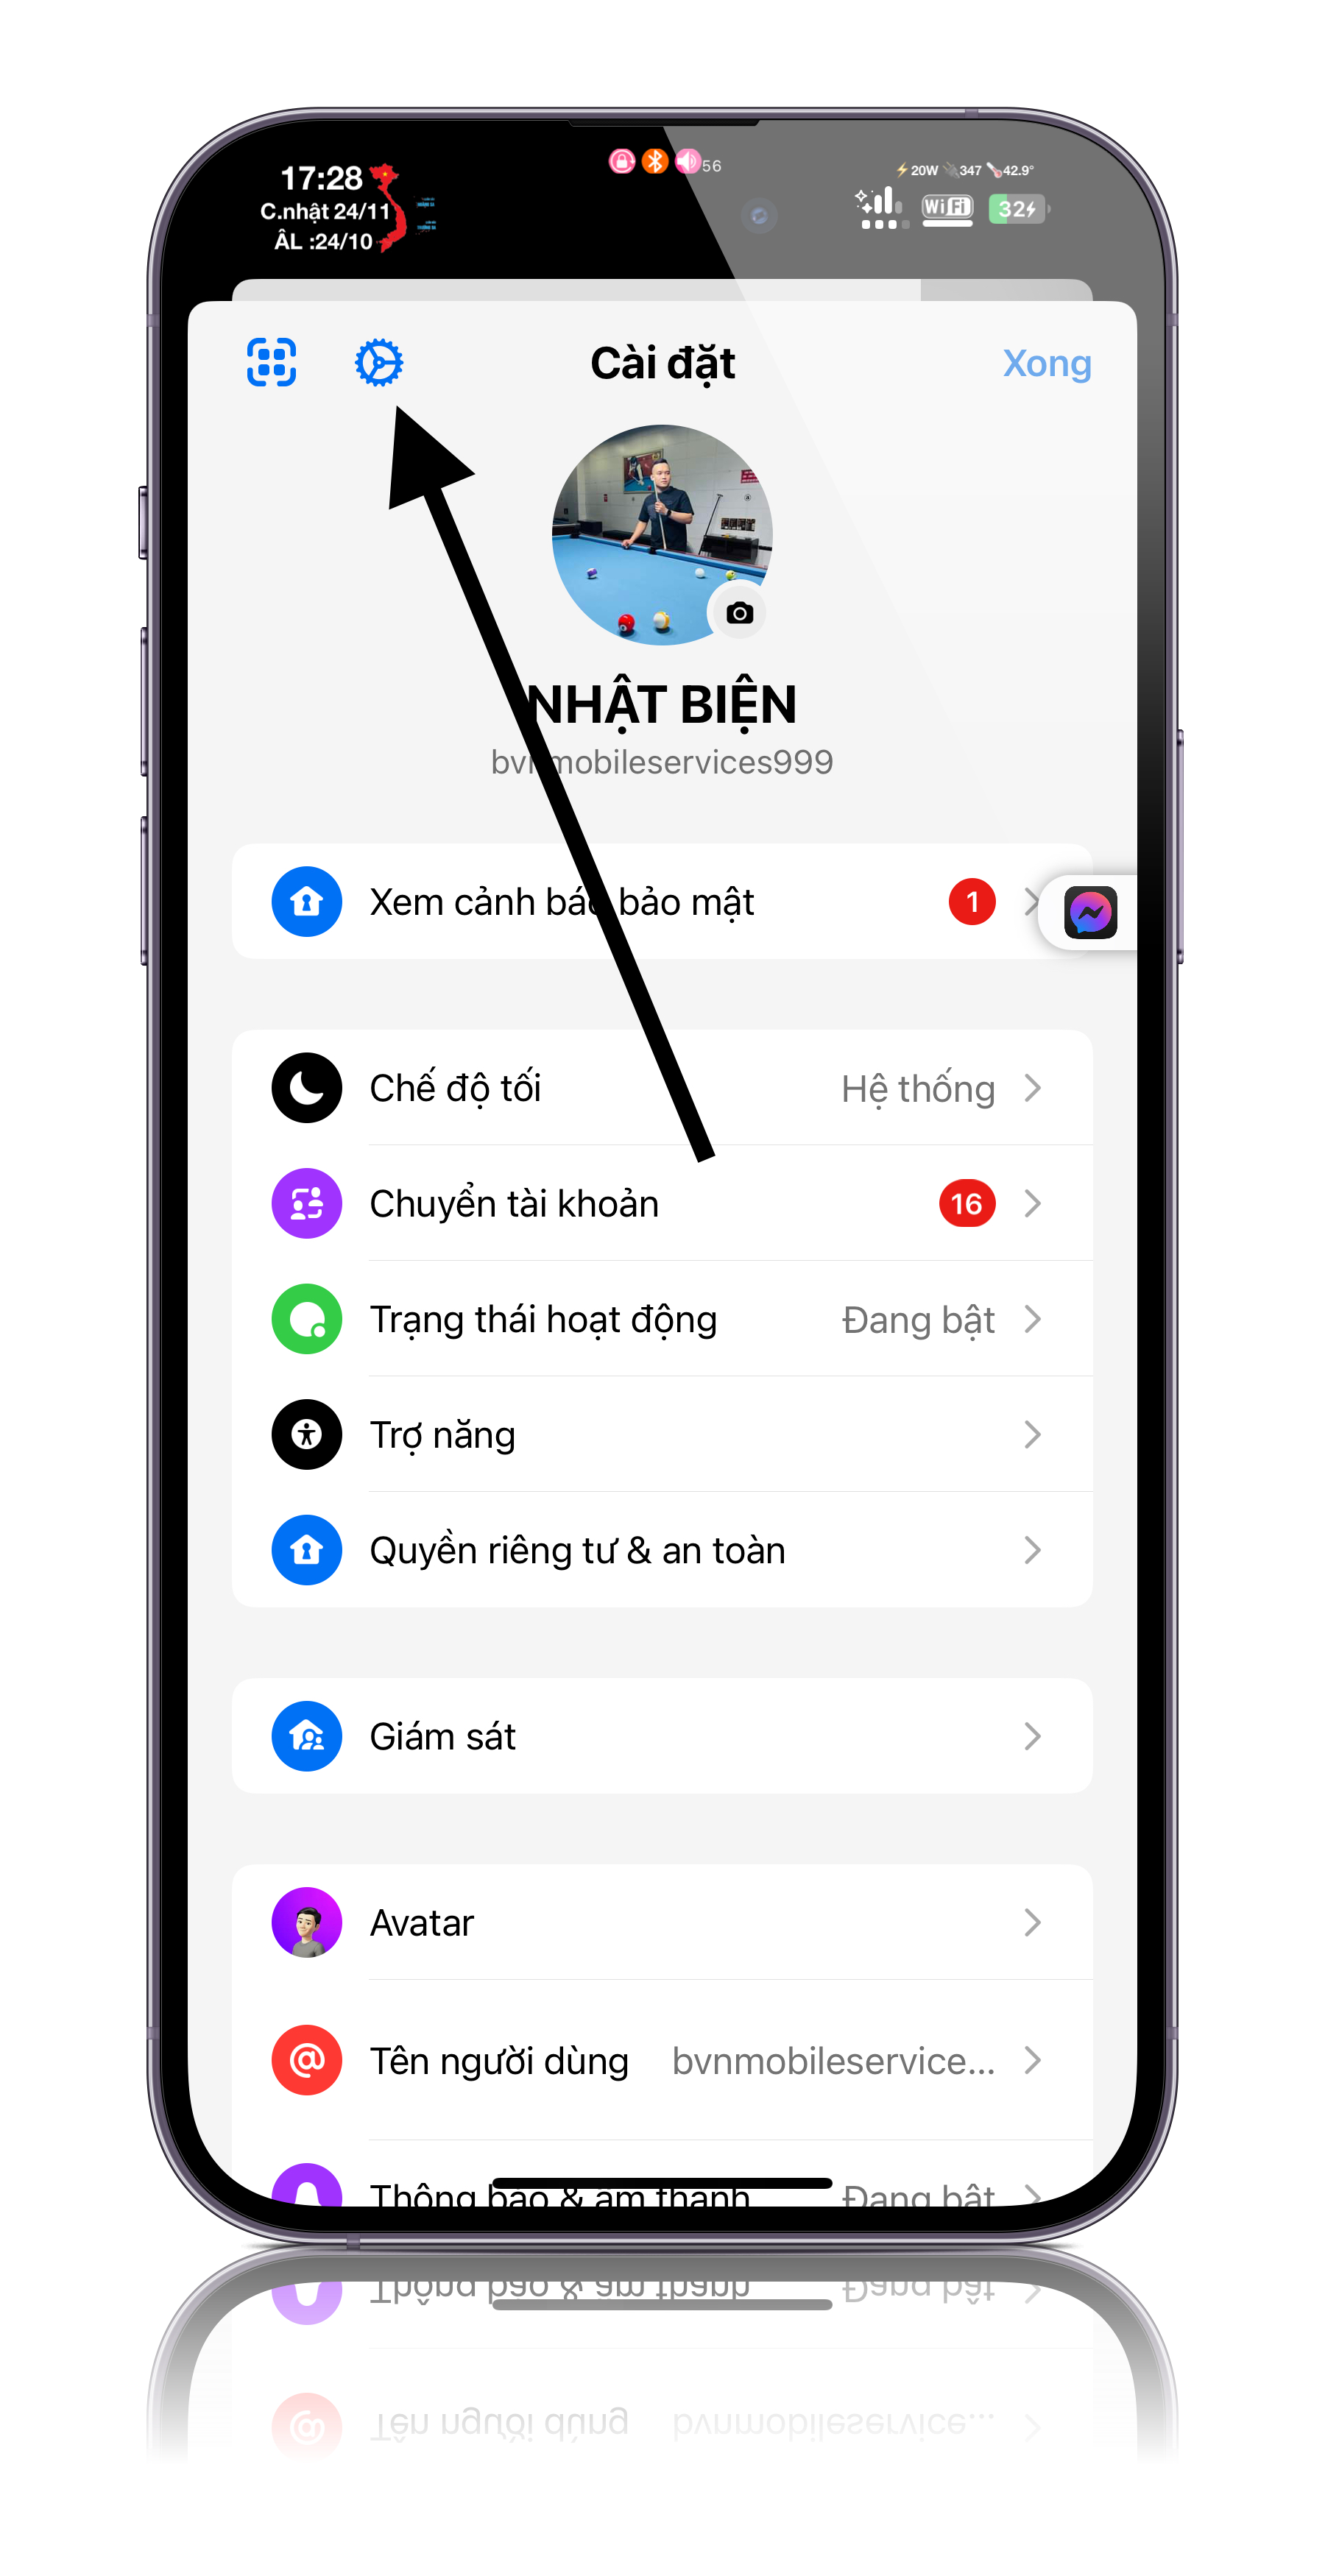 17:28
C.nhật 24/11
ÂL :24/10
56
20W 347 42.9°
WiFi
32
Cài đặt
Xong
NHẬT BIỆN
bvnmobileservices999
Xem cảnh báo bảo mật
1
Chế độ tối
Hệ thống
Chuyển tài khoản
16
Trạng thái hoạt động
Đang bật
Trợ năng
Quyền riêng tư & an toàn
Giám sát
Avatar
Tên người dùng
bvnmobileservice...
Thông báo & âm thanh
Đang bật